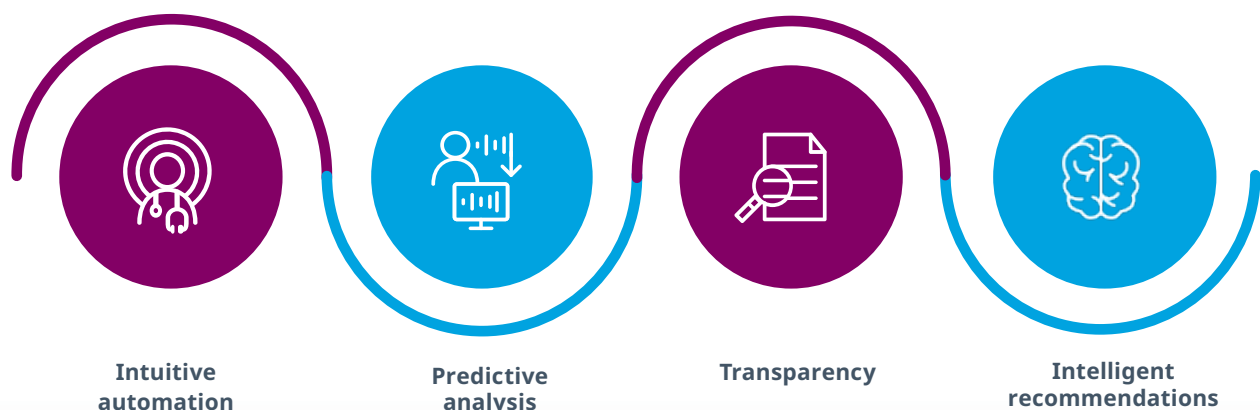 Intuitive
automation
Predictive
analysis
Transparency
Intelligent
recommendations